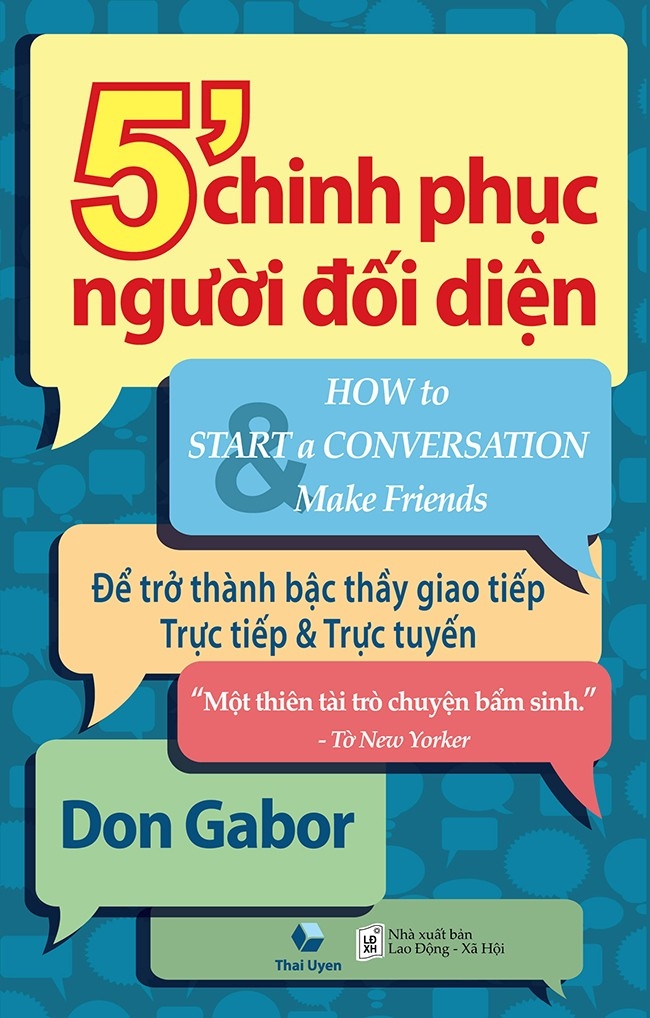 5’ chinh phục
người đối diện
HOW to
START a CONVERSATION
& Make Friends
Để trở thành bậc thầy giao tiếp
Trực tiếp & Trực tuyến
“Một thiên tài trò chuyện bẩm sinh.”
- Tờ New Yorker
Don Gabor
Thai Uyen
LĐ
XH
Nhà xuất bản
Lao Động - Xã Hội